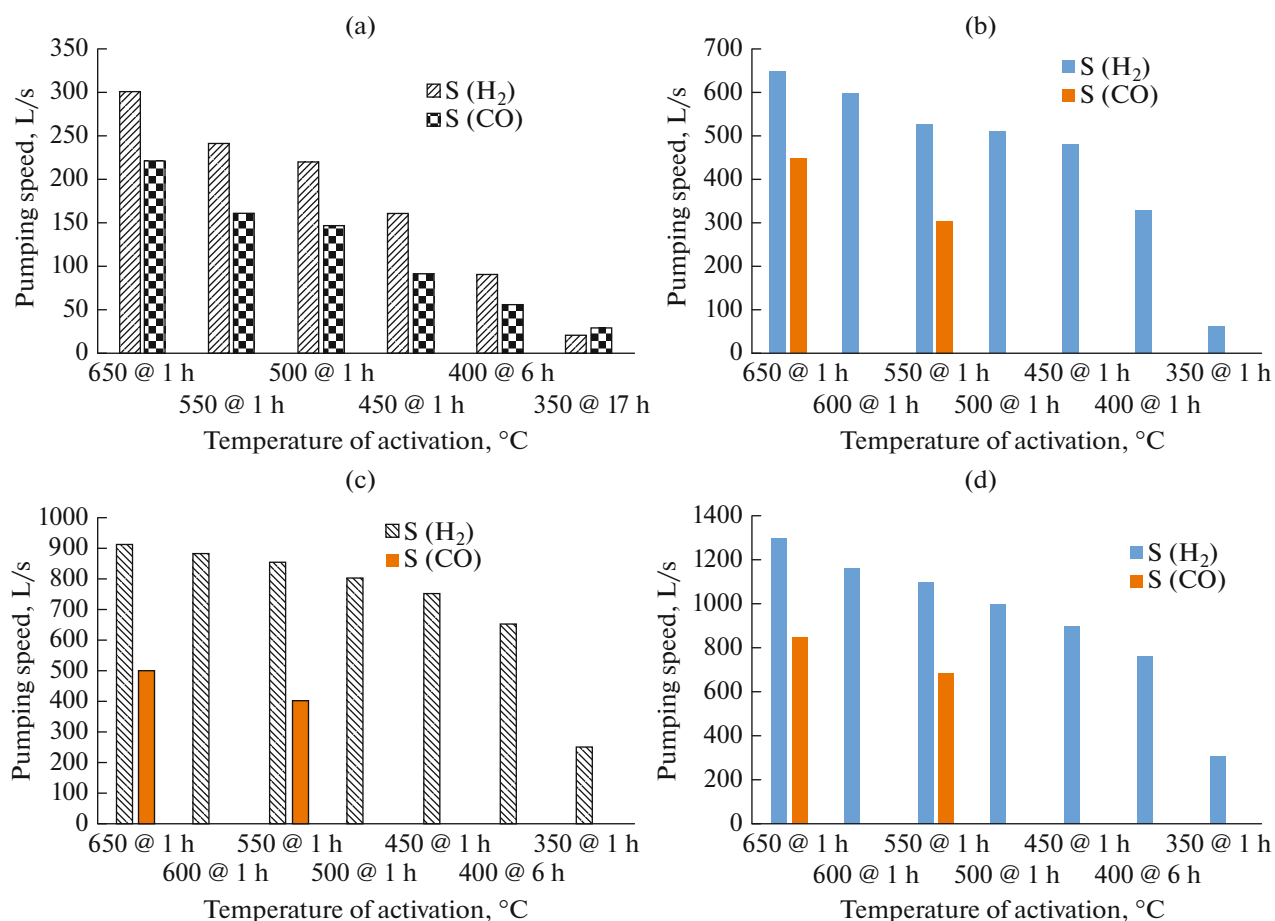 (a)
350
300
250
200
150
100
50
0
Pumping speed, L/s
S (H₂)
S (CO)
650 @ 1 h
500 @ 1 h
400 @ 6 h
550 @ 1 h
450 @ 1 h
350 @ 17 h
Temperature of activation, °C
(b)
700
600
500
400
300
200
100
0
Pumping speed, L/s
S (H₂)
S (CO)
650 @ 1 h
550 @ 1 h
450 @ 1 h
350 @ 1 h
600 @ 1 h
500 @ 1 h
400 @ 1 h
Temperature of activation, °C
(c)
1000
900
800
700
600
500
400
300
200
100
0
Pumping speed, L/s
S (H₂)
S (CO)
650 @ 1 h
550 @ 1 h
450 @ 1 h
350 @ 1 h
600 @ 1 h
500 @ 1 h
400 @ 6 h
Temperature of activation, °C
(d)
1400
1200
1000
800
600
400
200
0
Pumping speed, L/s
S (H₂)
S (CO)
650 @ 1 h
550 @ 1 h
450 @ 1 h
350 @ 1 h
600 @ 1 h
500 @ 1 h
400 @ 6 h
Temperature of activation, °C